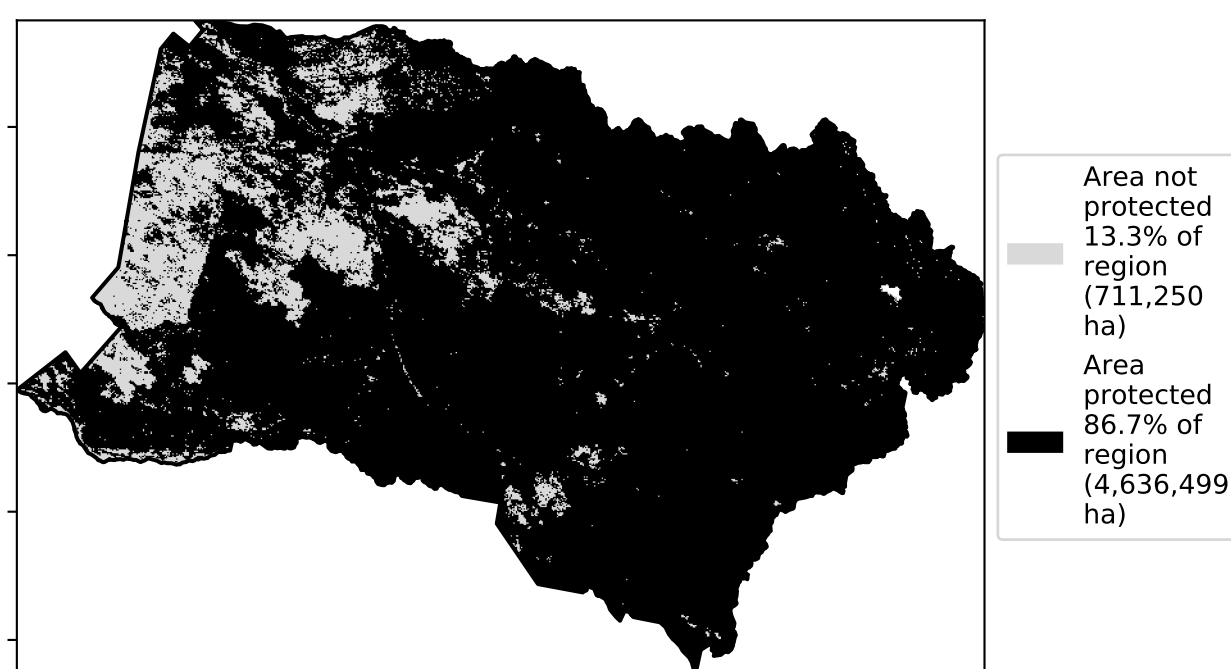 Area not
protected
13.3% of
region
(711,250
ha)
Area
protected
86.7% of
region
(4,636,499
ha)